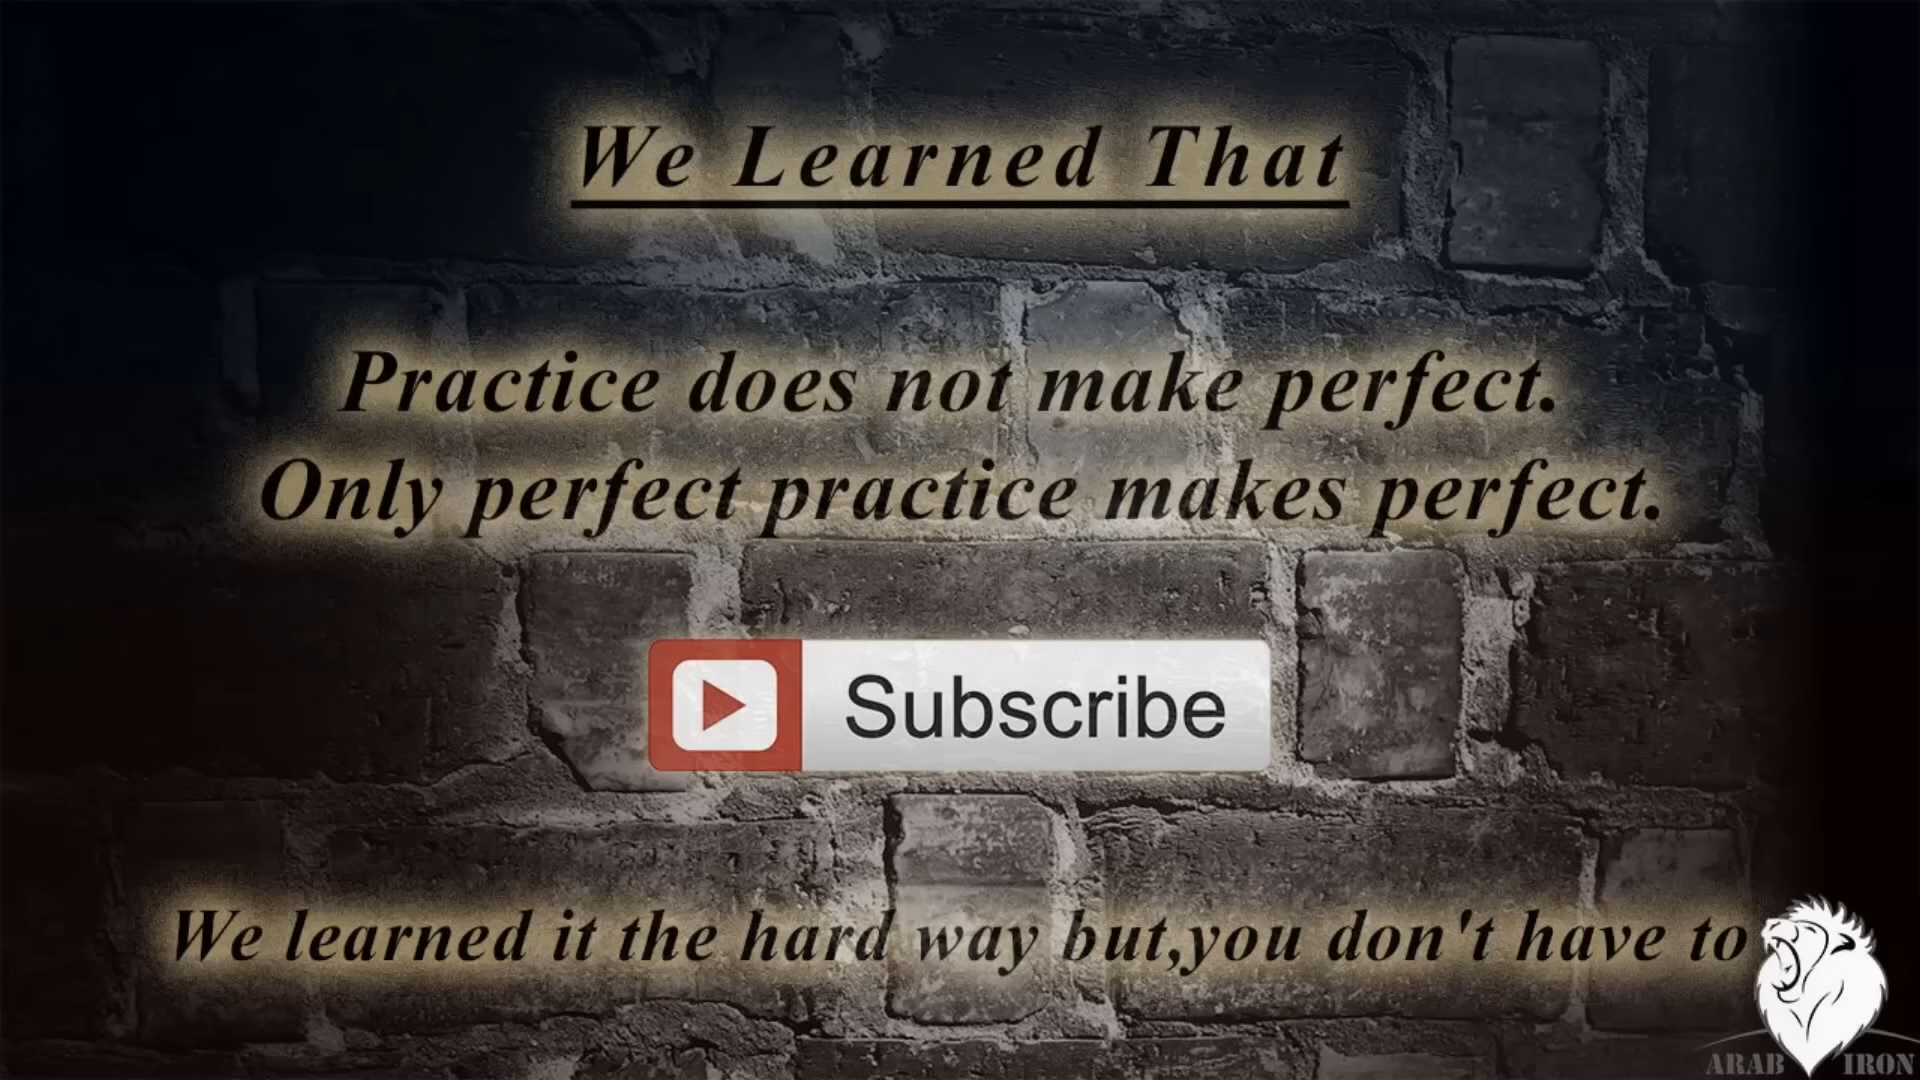 We Learned That
Practice does not make perfect.
Only perfect practice makes perfect.
Subscribe
We learned it the hard way but,you don't have to
ARAB IRON